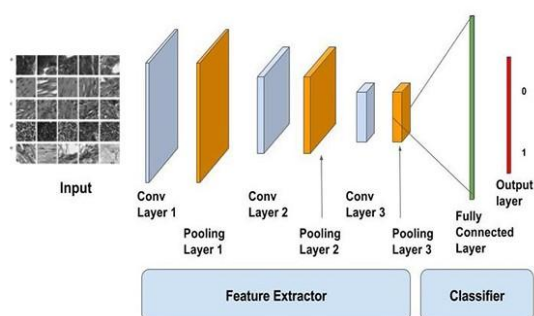 a
b
c
d
e
Input
Conv
Layer 1
Pooling
Layer 1
Conv
Layer 2
Pooling
Layer 2
Conv
Layer 3
Pooling
Layer 3
Fully
Connected
Layer
0
1
Output
layer
Feature Extractor
Classifier